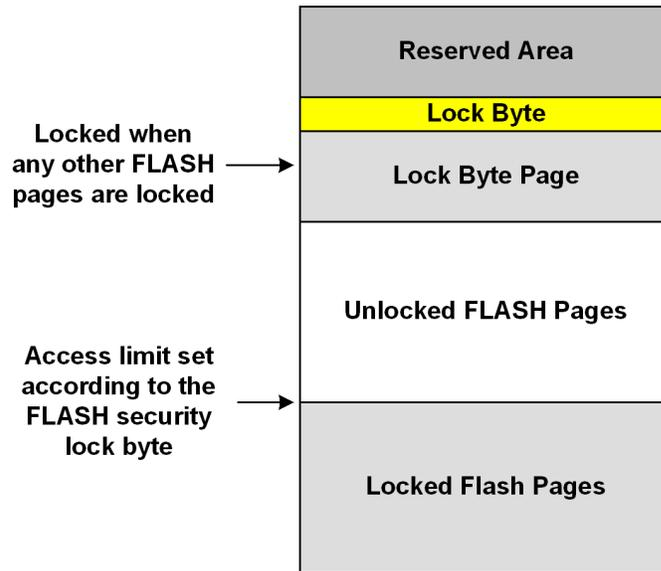 Reserved Area
Lock Byte
Locked when
any other FLASH
pages are locked
Lock Byte Page
Unlocked FLASH Pages
Access limit set
according to the
FLASH security
lock byte
Locked Flash Pages